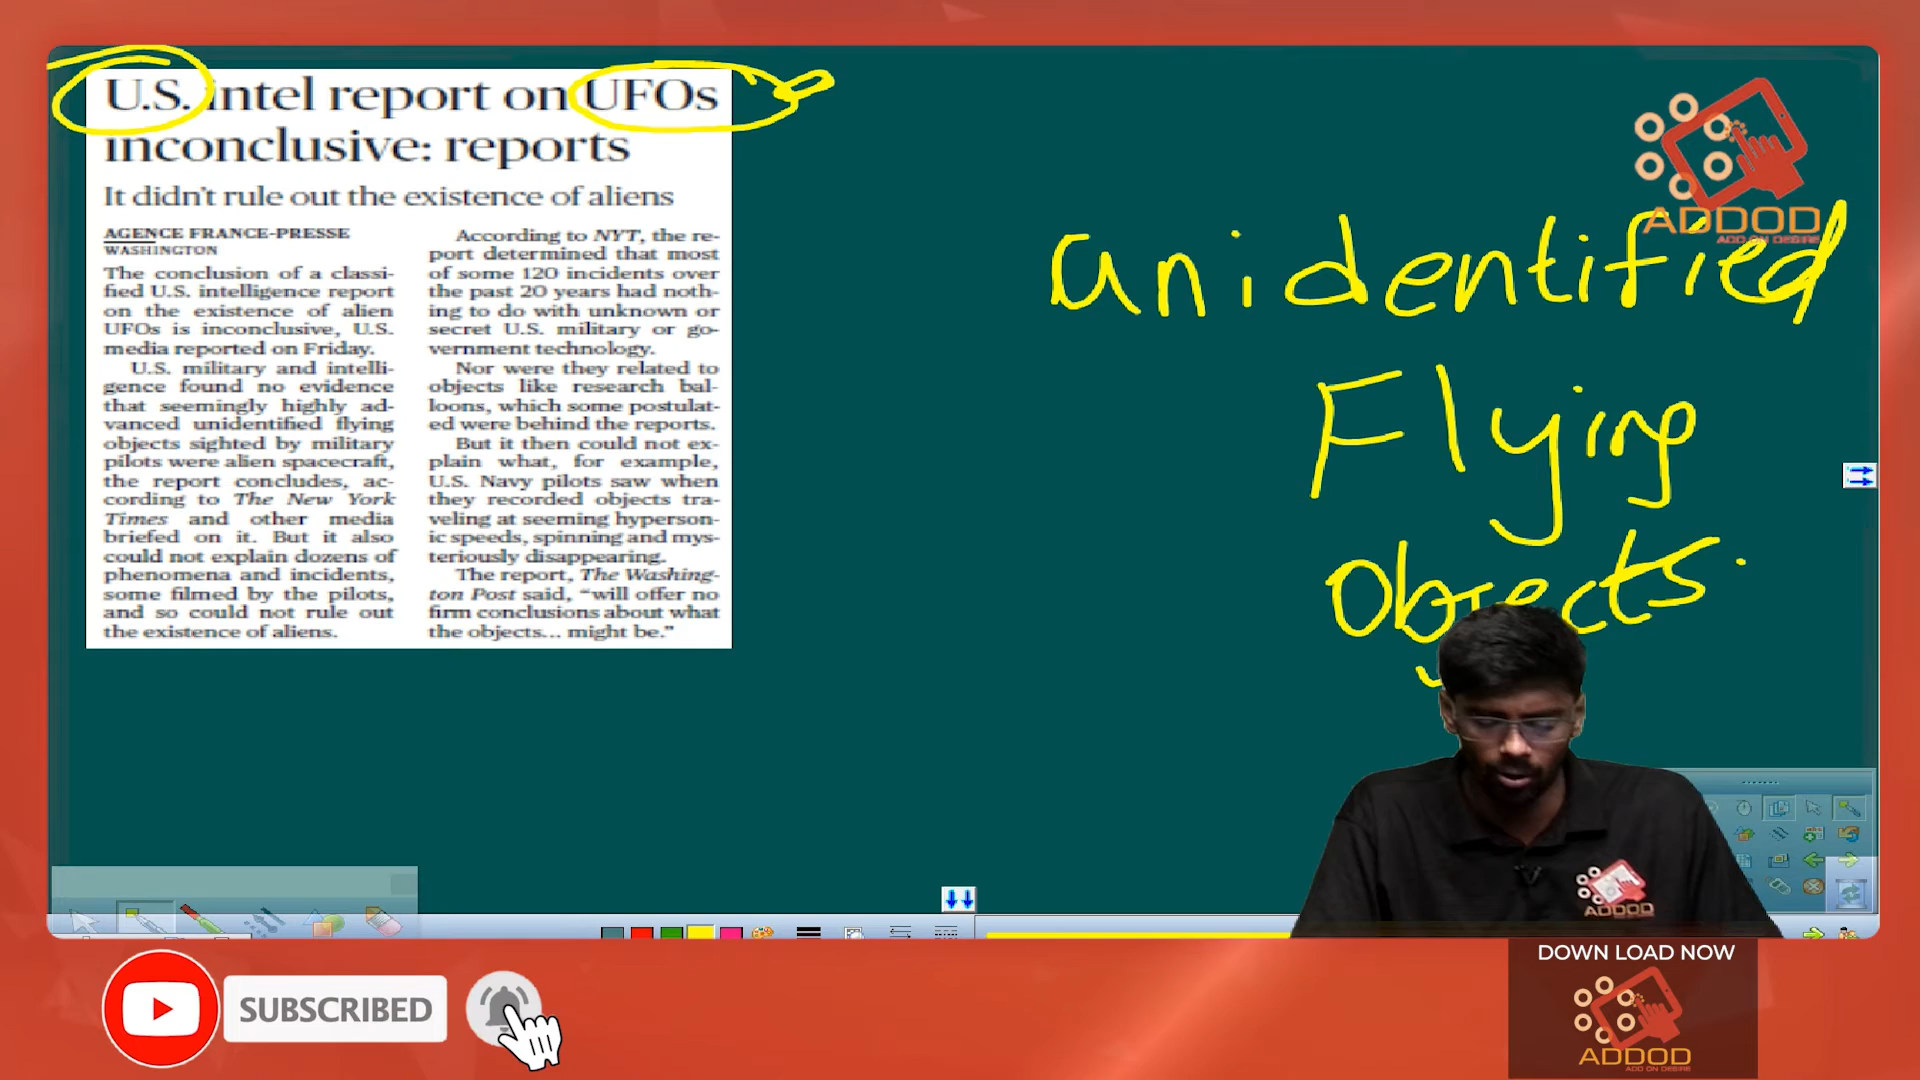 U.S. intel report on UFOs
inconclusive: reports
It didn't rule out the existence of aliens
AGENCE FRANCE-PRESSE
WASHINGTON
The conclusion of a classi-
fied U.S. intelligence report
on the existence of alien
UFOs is inconclusive, U.S.
media reported on Friday.
U.S. military and intelli-
gence found no evidence
that seemingly highly ad-
vanced unidentified flying
objects sighted by military
pilots were alien spacecraft,
the report concludes, ac-
cording to The New York
Times and other media
briefed on it. But it also
could not explain dozens of
phenomena and incidents,
some filmed by the pilots,
and so could not rule out
the existence of aliens.
According to NYT, the re-
port determined that most
of some 120 incidents over
the past 20 years had noth-
ing to do with unknown or
secret U.S. military or go-
vernment technology.
Nor were they related to
objects like research bal-
loons, which some postulat-
ed were behind the reports.
But it then could not ex-
plain what, for example,
U.S. Navy pilots saw when
they recorded objects tra-
veling at seeming hyperson-
ic speeds, spinning and mys-
teriously disappearing.
The report, The Washing-
ton Post said, "will offer no
firm conclusions about what
the objects... might be."
ADDOD
ADD ON DESIRE
unidentified
Flying
Objects.
ADDOD
SUBSCRIBED
DOWN LOAD NOW
ADDOD
ADD ON DESIRE